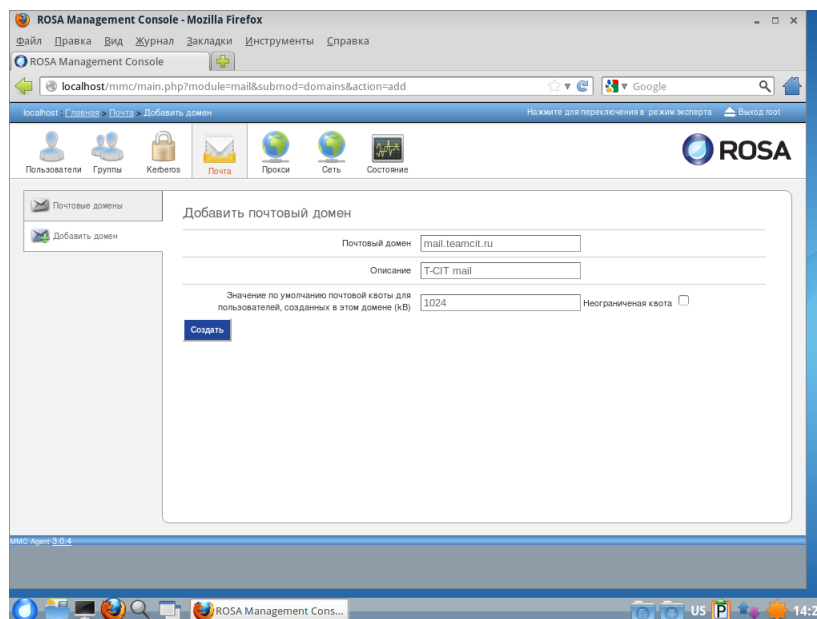 ROSA Management Console - Mozilla Firefox
Файл Правка Вид Журнал Закладки Инструменты Справка
ROSA Management Console
localhost/mmc/main.php?module=mail&submod=domains&action=add
Google
localhost - Главная > Почта > Добавить домен
Нажмите для переключения в режим эксперта
Выход root
Пользователи
Группы
Kerberos
Почта
Прокси
Сеть
Состояние
ROSA
Почтовые домены
Добавить домен
Добавить почтовый домен
Почтовый домен
mail.teamcit.ru
Описание
T-CIT mail
Значение по умолчанию почтовой квоты для
пользователей, созданных в этом домене (kB)
1024
Неограниченая квота
Создать
MMC Agent 3.0.4
ROSA Management Cons...
US
P
14:2